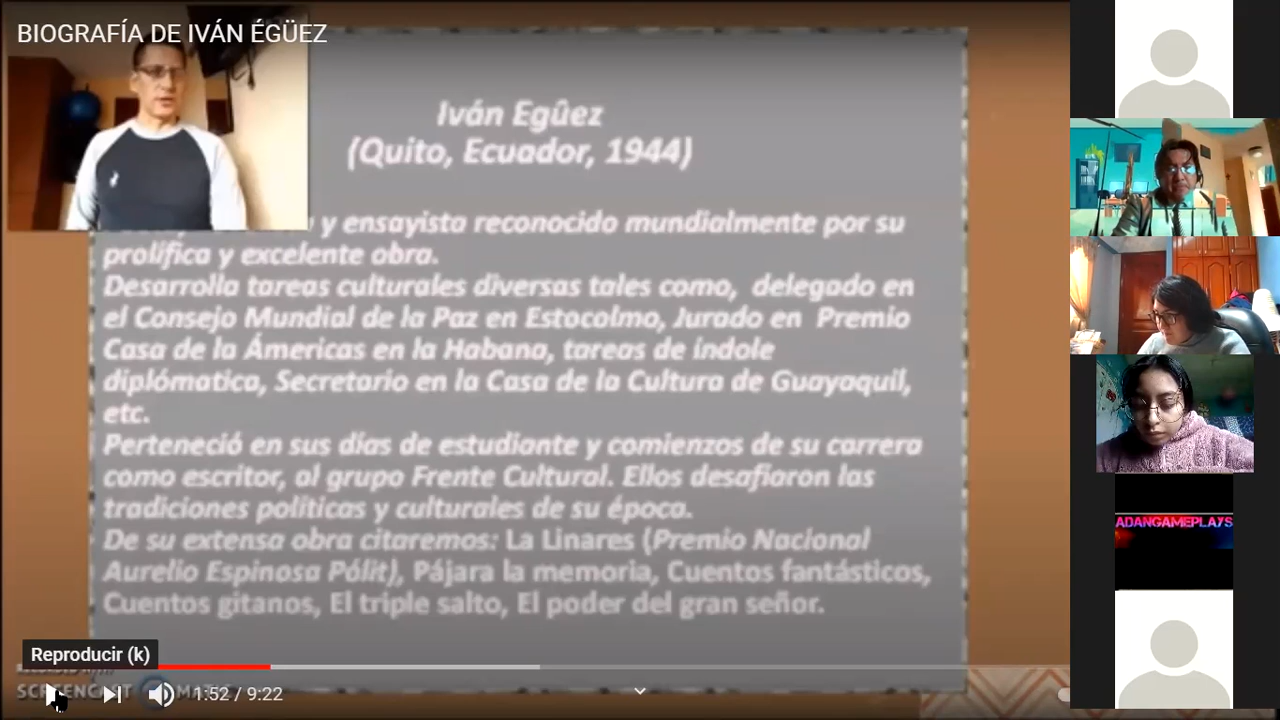 BIOGRAFÍA DE IVÁN ÉGÜEZ
Iván Egûez
(Quito, Ecuador, 1944)
y ensayista reconocido mundialmente por su
prolífica y excelente obra.
Desarrolla tareas culturales diversas tales como, delegado en
el Consejo Mundial de la Paz en Estocolmo, Jurado en Premio
Casa de la Ámericas en la Habana, tareas de índole
diplómatica, Secretario en la Casa de la Cultura de Guayaquil,
etc.
Perteneció en sus días de estudiante y comienzos de su carrera
como escritor, al grupo Frente Cultural. Ellos desafiaron las
tradiciones políticas y culturales de su época.
De su extensa obra citaremos: La Linares (Premio Nacional
Aurelio Espinosa Pólit), Pájara la memoria, Cuentos fantásticos,
Cuentos gitanos, El triple salto, El poder del gran señor.
Reproducir (k)
1:52 / 9:22
ADANGAMEPLAYS